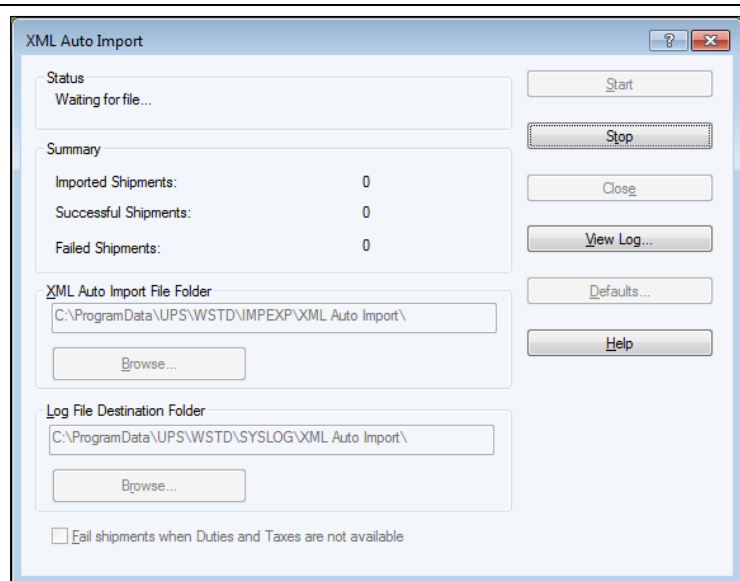 XML Auto Import
?
Status
Waiting for file...
Start
Stop
Summary
Imported Shipments: 0
Successful Shipments: 0
Failed Shipments: 0
Close
View Log...
XML Auto Import File Folder
C:\ProgramData\UPS\WSTD\IMPEXP\XML Auto Import\
Browse...
Defaults...
Help
Log File Destination Folder
C:\ProgramData\UPS\WSTD\SYSLOG\XML Auto Import\
Browse...
Fail shipments when Duties and Taxes are not available